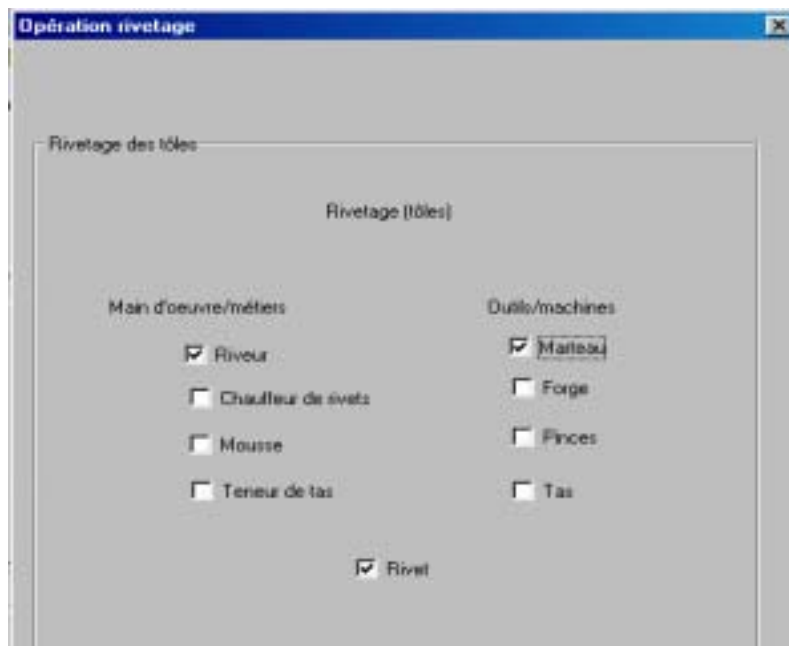 Opération rivetage
Rivetage des tôles
Rivetage (tôles)
Main d'oeuvre/métiers
Outils/machines
Riveur
Marteau
Chauffeur de rivets
Forge
Mousse
Pinces
Teneur de tas
Tas
Rivet